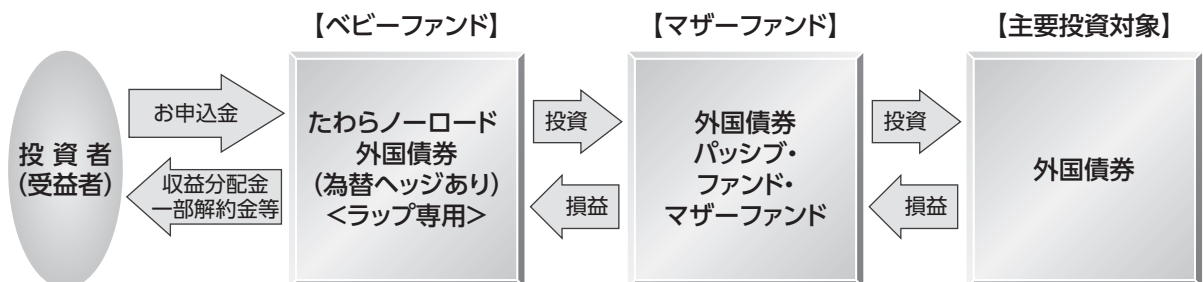 【ベビーファンド】
【マザーファンド】
【主要投資対象】
投資者
(受益者)
お申込金
収益分配金
一部解約金等
たわらノーロード
外国債券
(為替ヘッジあり)
<ラップ専用>
投資
損益
外国債券
パッシブ・
ファンド・
マザーファンド
投資
損益
外国債券